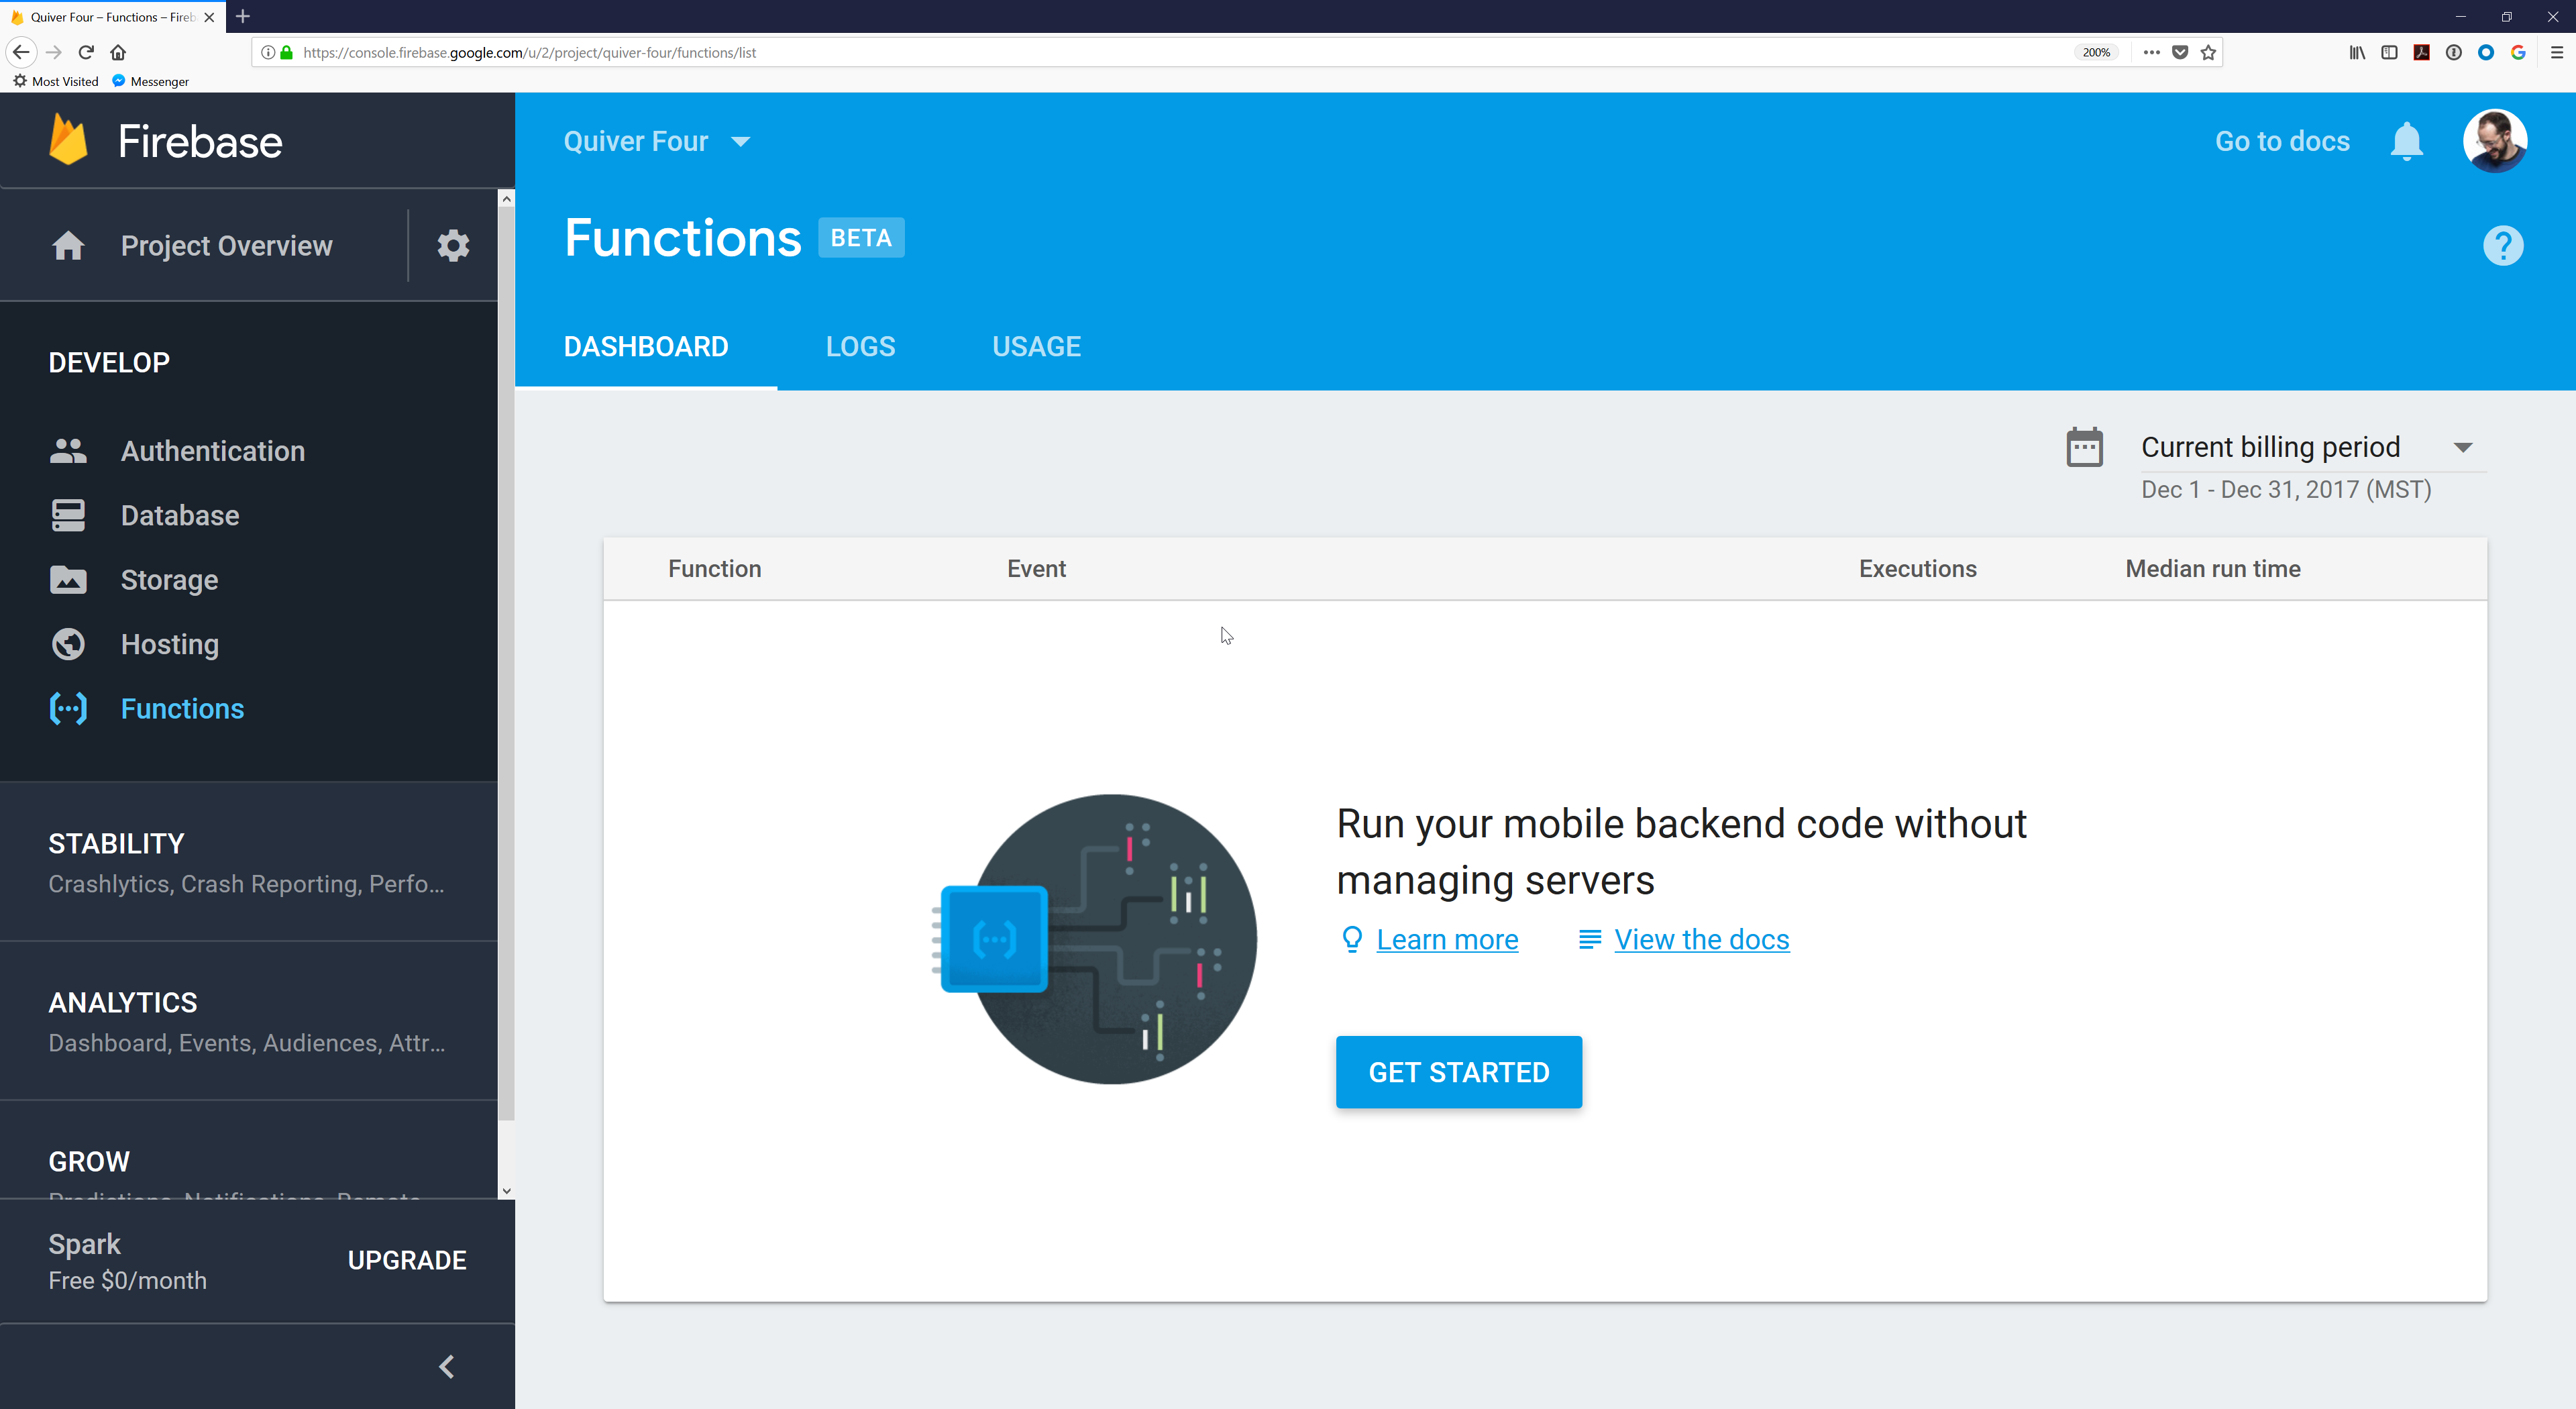 Quiver Four – Functions – Fireb
https://console.firebase.google.com/u/2/project/quiver-four/functions/list
200%
Most Visited
Messenger
Firebase
Quiver Four
Go to docs
Project Overview
Functions
BETA
DASHBOARD
LOGS
USAGE
DEVELOP
Authentication
Database
Storage
Hosting
Functions
Current billing period
Dec 1 - Dec 31, 2017 (MST)
Function
Event
Executions
Median run time
Run your mobile backend code without
managing servers
Learn more
View the docs
GET STARTED
STABILITY
Crashlytics, Crash Reporting, Perfo...
ANALYTICS
Dashboard, Events, Audiences, Attr...
GROW
Predictions, Notifications, Remote
Spark
Free $0/month
UPGRADE